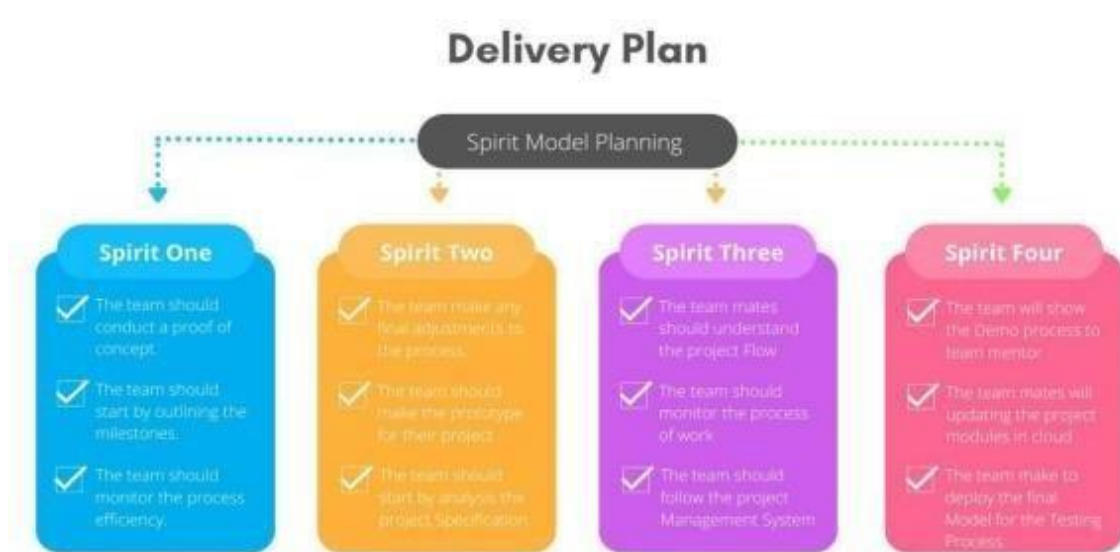 Delivery Plan
Spirit Model Planning
Spirit One
The team should
conduct a proof of
concept.
The team should
start by outlining the
milestones.
The team should
monitor the process
efficiency.
Spirit Two
The team make any
final adjustments to
the process.
The team should
make the prototype
for their project
The team should
start by analysis the
project Specification
Spirit Three
The team mates
should understand
the project Flow
The team should
monitor the process
of work
The team should
follow the project
Management System
Spirit Four
The team will show
the Demo process to
team mentor
The team mates will
updating the project
modules in cloud
The team make to
deploy the final
Model for the Testing
Process